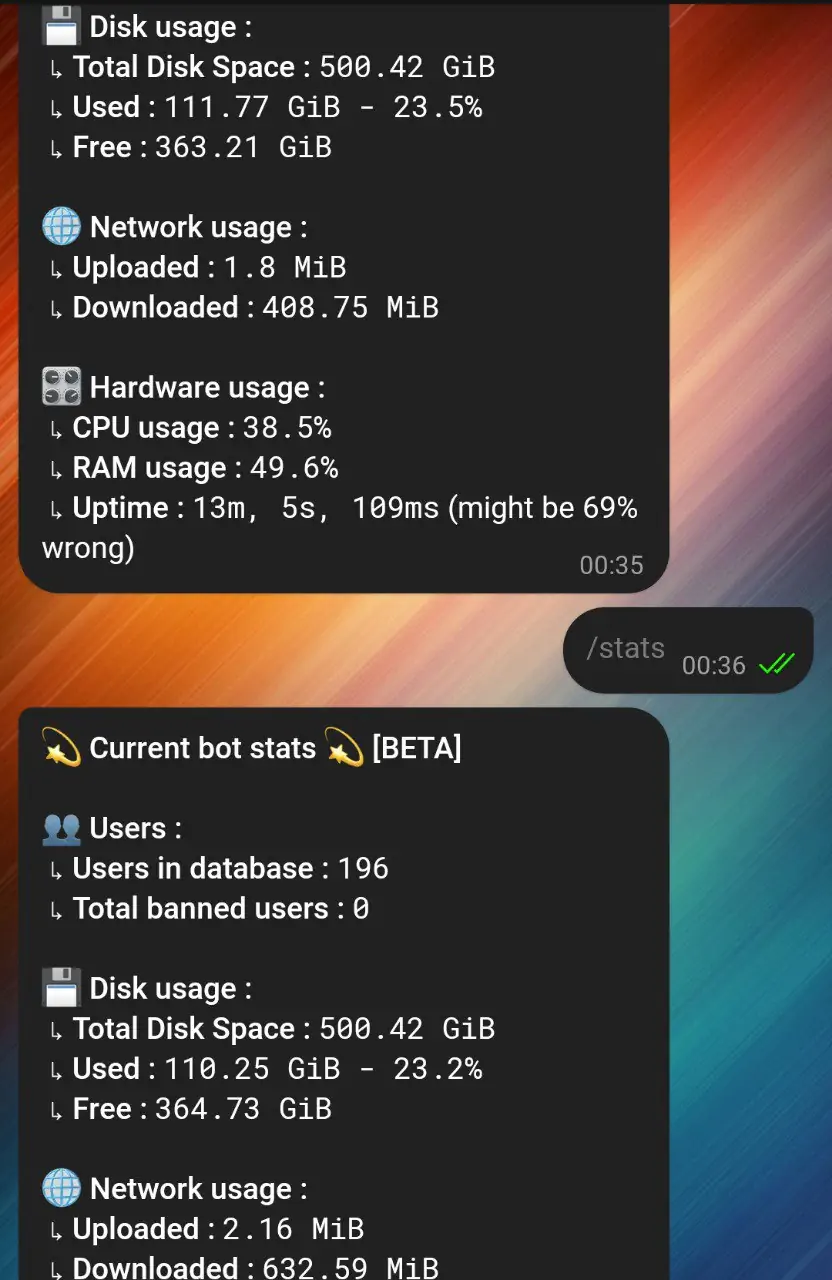 💾 Disk usage :
↳ Total Disk Space : 500.42 GiB
↳ Used : 111.77 GiB - 23.5%
↳ Free : 363.21 GiB
🌐 Network usage :
↳ Uploaded : 1.8 MiB
↳ Downloaded : 408.75 MiB
🎛 Hardware usage :
↳ CPU usage : 38.5%
↳ RAM usage : 49.6%
↳ Uptime : 13m, 5s, 109ms (might be 69%
wrong)
00:35
/stats
00:36
💫 Current bot stats 💫 [BETA]
👥 Users :
↳ Users in database : 196
↳ Total banned users : 0
💾 Disk usage :
↳ Total Disk Space : 500.42 GiB
↳ Used : 110.25 GiB - 23.2%
↳ Free : 364.73 GiB
🌐 Network usage :
↳ Uploaded : 2.16 MiB
↳ Downloaded : 632.59 MiB